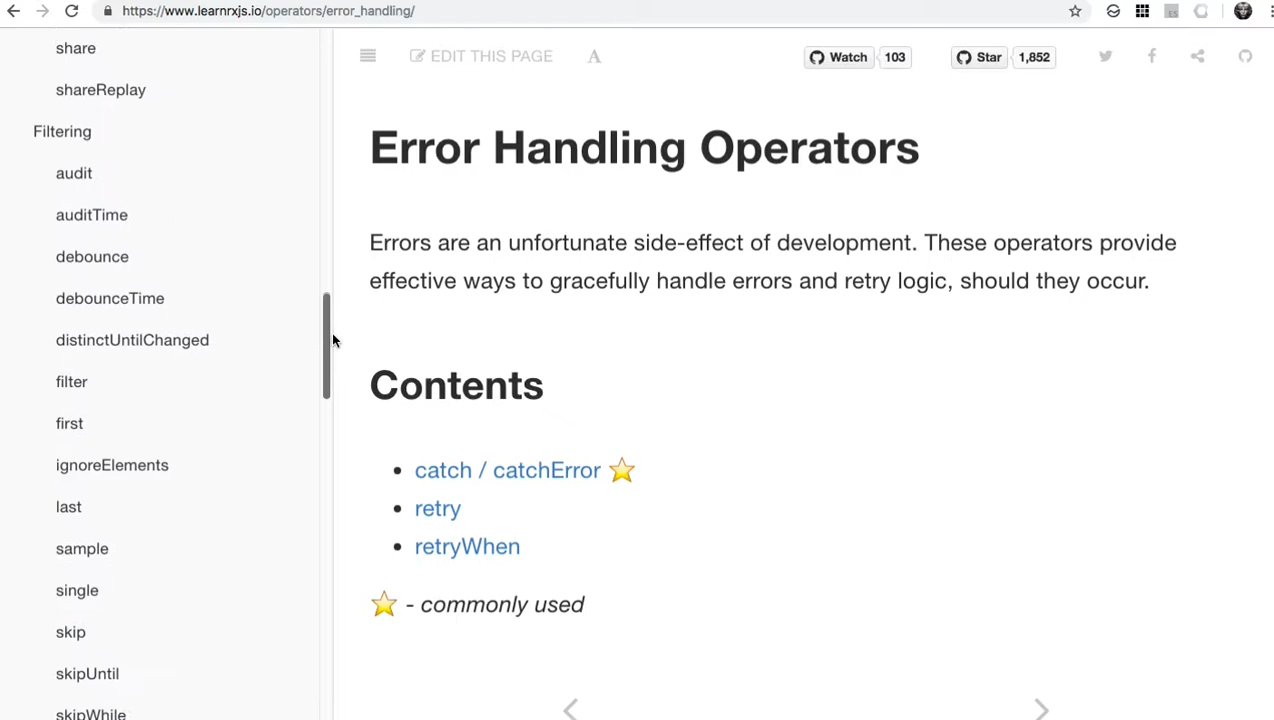 https://www.learnrxjs.io/operators/error_handling/
share
shareReplay
Filtering
audit
auditTime
debounce
debounceTime
distinctUntilChanged
filter
first
ignoreElements
last
sample
single
skip
skipUntil
skipWhile
EDIT THIS PAGE
A
Watch 103
Star 1,852
Error Handling Operators
Errors are an unfortunate side-effect of development. These operators provide
effective ways to gracefully handle errors and retry logic, should they occur.
Contents
• catch / catchError ⭐
• retry
• retryWhen
⭐ - commonly used